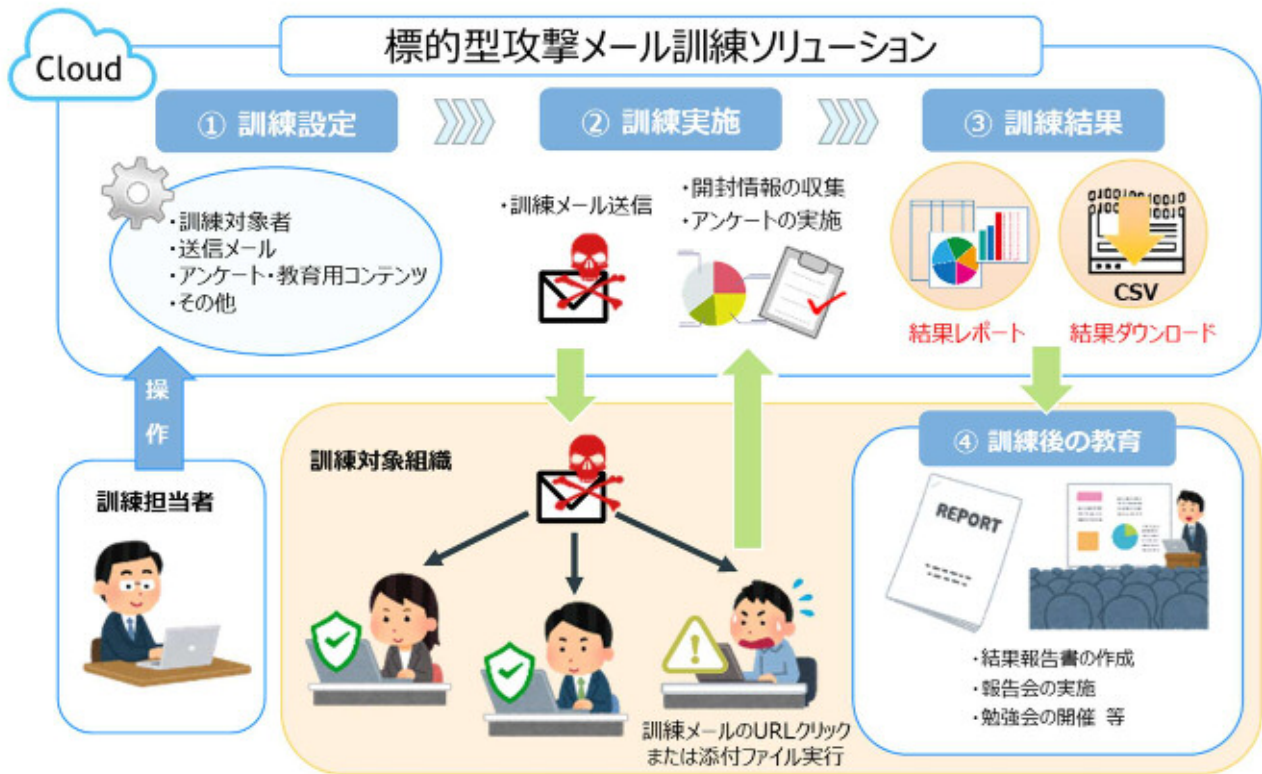 標的型攻撃メール訓練ソリューション
Cloud
① 訓練設定
② 訓練実施
③ 訓練結果
・訓練対象者
・送信メール
・アンケート・教育用コンテンツ
・その他
・訓練メール送信
・開封情報の収集
・アンケートの実施
CSV
結果レポート
結果ダウンロード
操
作
訓練担当者
訓練対象組織
訓練メールのURLクリック
または添付ファイル実行
④ 訓練後の教育
REPORT
・結果報告書の作成
・報告会の実施
・勉強会の開催 等